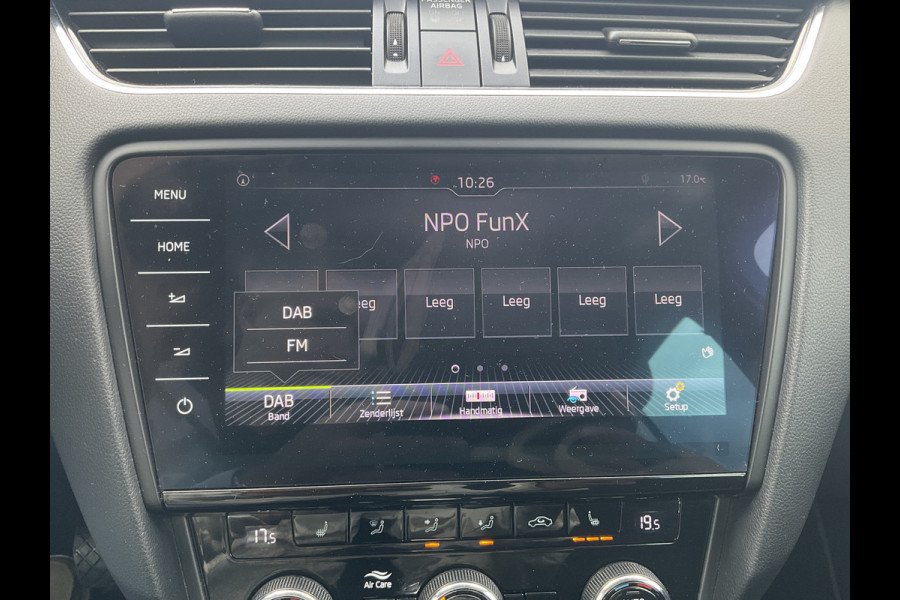 PASSENGER
AIRBAG
MENU
HOME
10:26
17.0°C
NPO FunX
NPO
Leeg
Leeg
Leeg
Leeg
Leeg
DAB
FM
DAB
Band
Zenderlijst
Handmatig
Weergave
Setup
17.5
19.5
Air Care